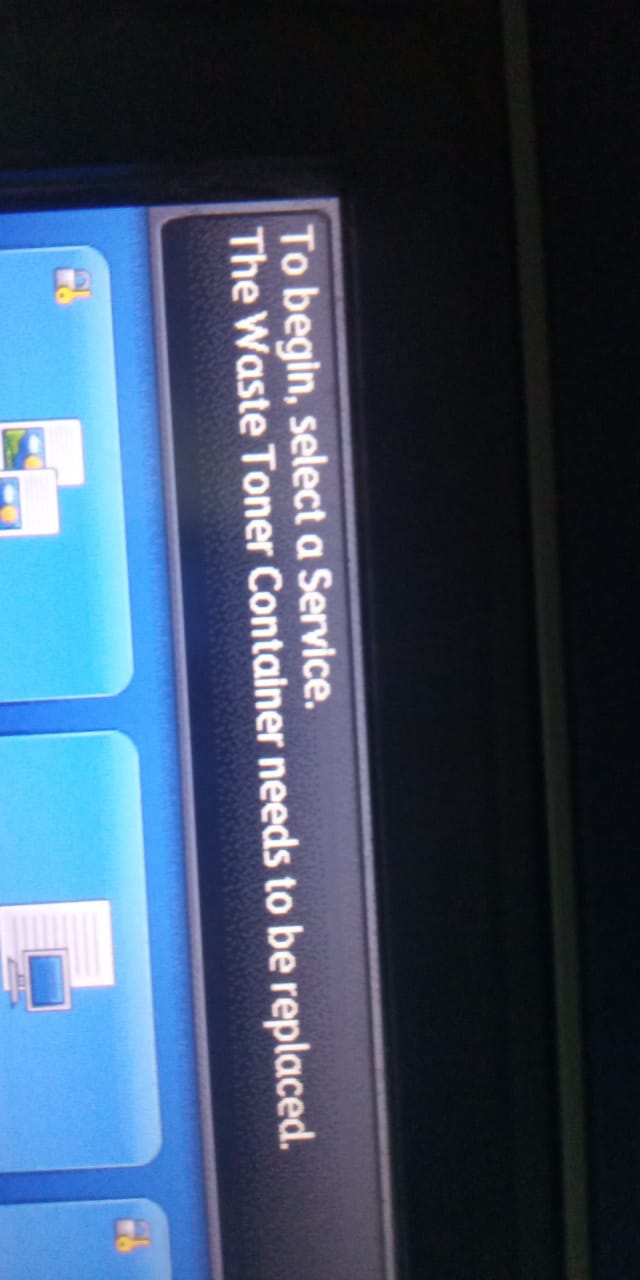 To begin, select a Service.
The Waste Toner Container needs to be replaced.